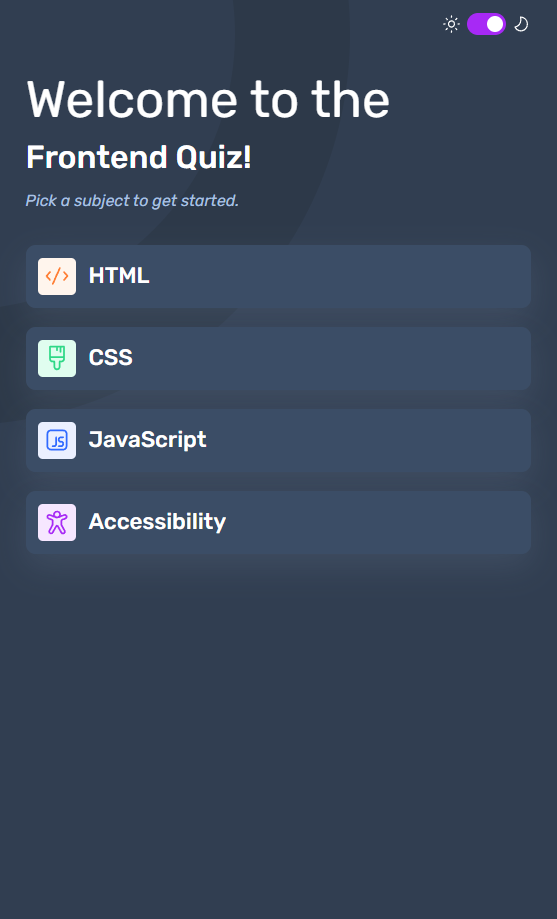 Welcome to the
Frontend Quiz!
Pick a subject to get started.
HTML
CSS
JS
JavaScript
Accessibility